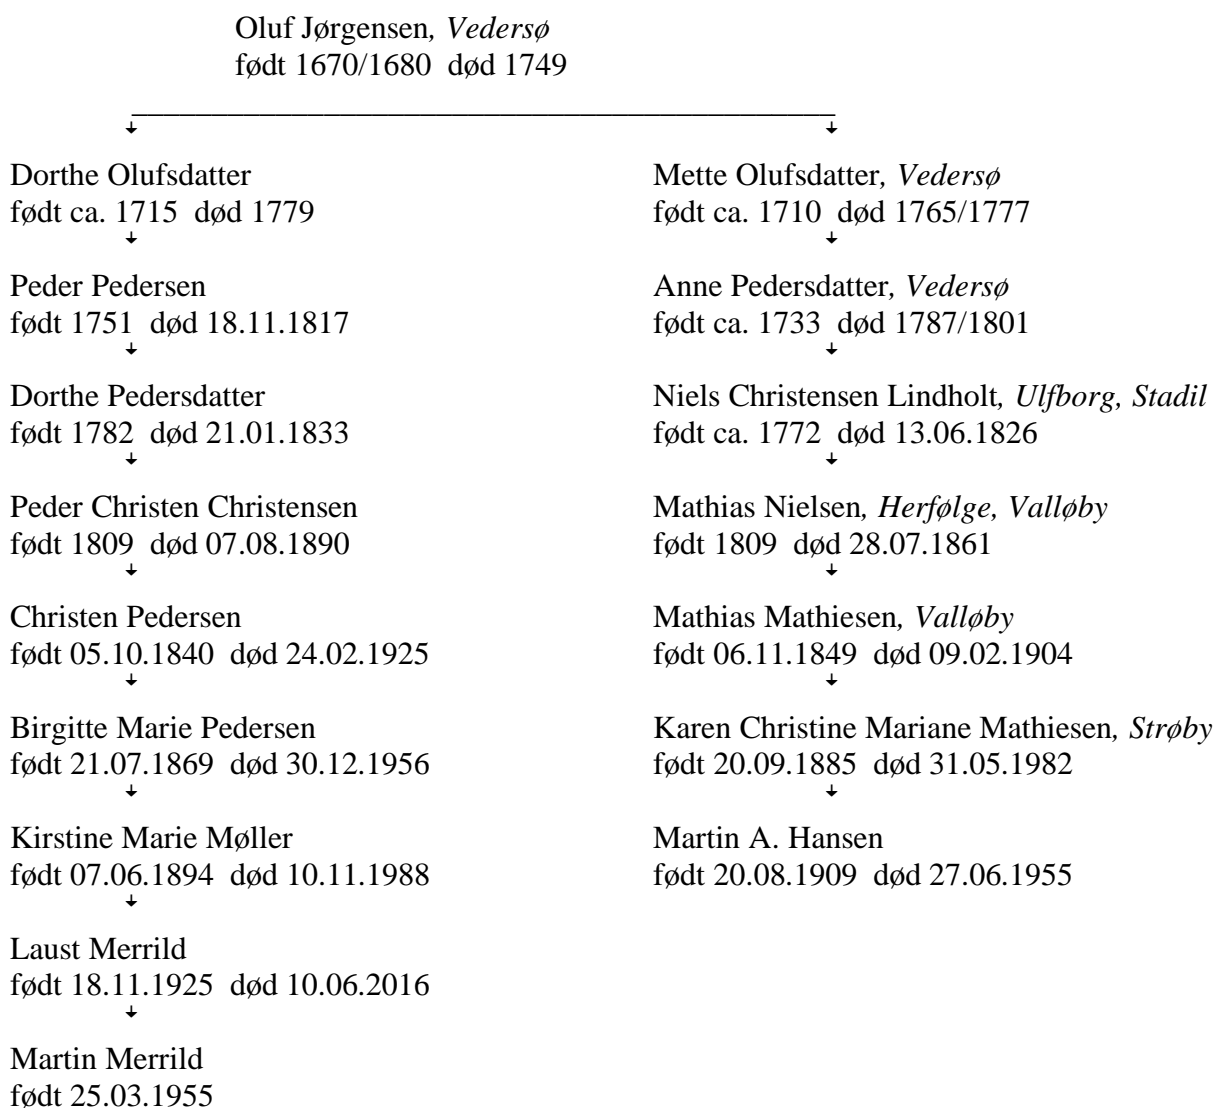 Oluf Jørgensen, Vedersø
født 1670/1680 død 1749
Dorthe Olufsdatter
født ca. 1715 død 1779
Peder Pedersen
født 1751 død 18.11.1817
Dorthe Pedersdatter
født 1782 død 21.01.1833
Peder Christen Christensen
født 1809 død 07.08.1890
Christen Pedersen
født 05.10.1840 død 24.02.1925
Birgitte Marie Pedersen
født 21.07.1869 død 30.12.1956
Kirstine Marie Møller
født 07.06.1894 død 10.11.1988
Laust Merrild
født 18.11.1925 død 10.06.2016
Martin Merrild
født 25.03.1955
Mette Olufsdatter, Vedersø
født ca. 1710 død 1765/1777
Anne Pedersdatter, Vedersø
født ca. 1733 død 1787/1801
Niels Christensen Lindholt, Ulfborg, Stadil
født ca. 1772 død 13.06.1826
Mathias Nielsen, Herfølge, Valløby
født 1809 død 28.07.1861
Mathias Mathiesen, Valløby
født 06.11.1849 død 09.02.1904
Karen Christine Mariane Mathiesen, Strøby
født 20.09.1885 død 31.05.1982
Martin A. Hansen
født 20.08.1909 død 27.06.1955